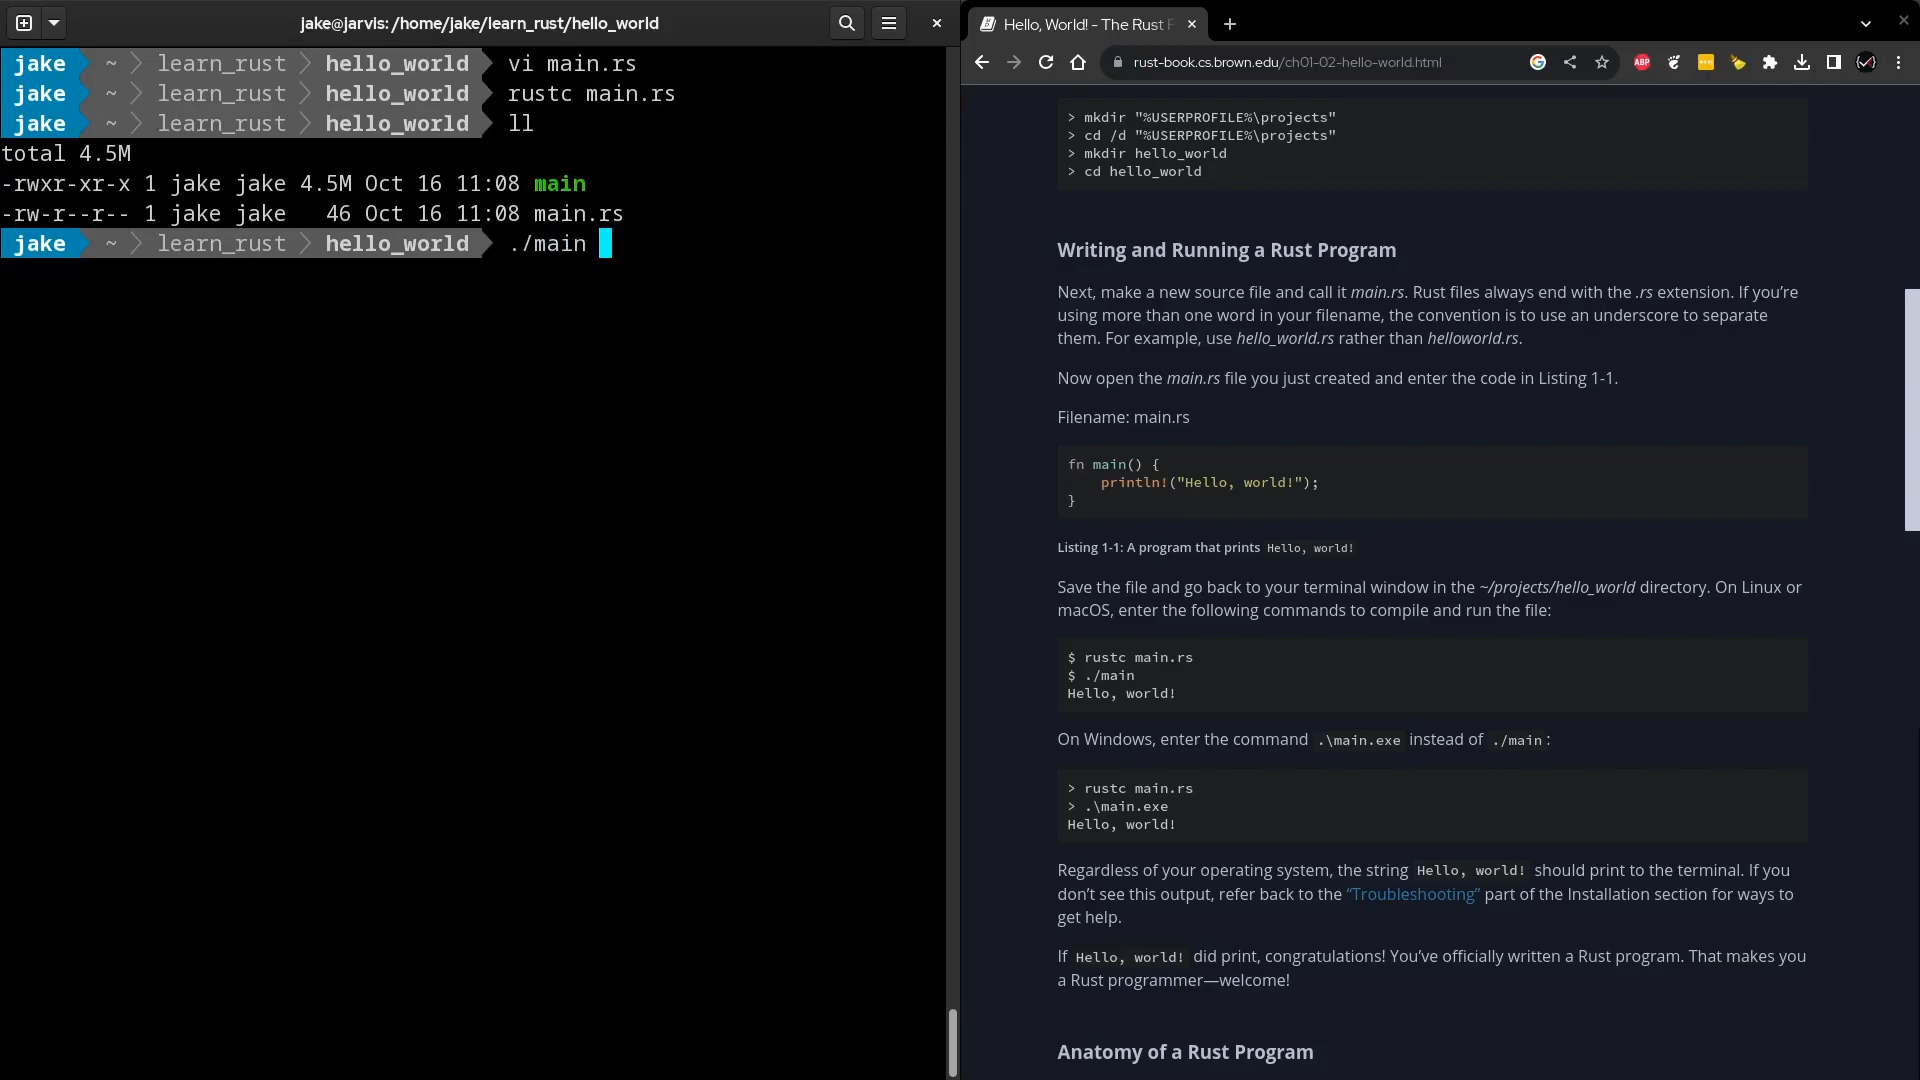 jake@jarvis:/home/jake/learn_rust/hello_world
jake ~ learn_rust hello_world vi main.rs
jake ~ learn_rust hello_world rustc main.rs
jake ~ learn_rust hello_world ll
total 4.5M
-rwxr-xr-x 1 jake jake 4.5M Oct 16 11:08 main
-rw-r--r-- 1 jake jake   46 Oct 16 11:08 main.rs
jake ~ learn_rust hello_world ./main
Hello, World! - The Rust P
rust-book.cs.brown.edu/ch01-02-hello-world.html
ABP
> mkdir "%USERPROFILE%\projects"
> cd /d "%USERPROFILE%\projects"
> mkdir hello_world
> cd hello_world
Writing and Running a Rust Program
Next, make a new source file and call it main.rs. Rust files always end with the .rs extension. If you’re
using more than one word in your filename, the convention is to use an underscore to separate
them. For example, use hello_world.rs rather than helloworld.rs.
Now open the main.rs file you just created and enter the code in Listing 1-1.
Filename: main.rs
fn main() {
    println!("Hello, world!");
}
Listing 1-1: A program that prints Hello, world!
Save the file and go back to your terminal window in the ~/projects/hello_world directory. On Linux or
macOS, enter the following commands to compile and run the file:
$ rustc main.rs
$ ./main
Hello, world!
On Windows, enter the command .\main.exe instead of ./main:
> rustc main.rs
> .\main.exe
Hello, world!
Regardless of your operating system, the string Hello, world! should print to the terminal. If you
don’t see this output, refer back to the “Troubleshooting” part of the Installation section for ways to
get help.
If Hello, world! did print, congratulations! You’ve officially written a Rust program. That makes you
a Rust programmer—welcome!
Anatomy of a Rust Program